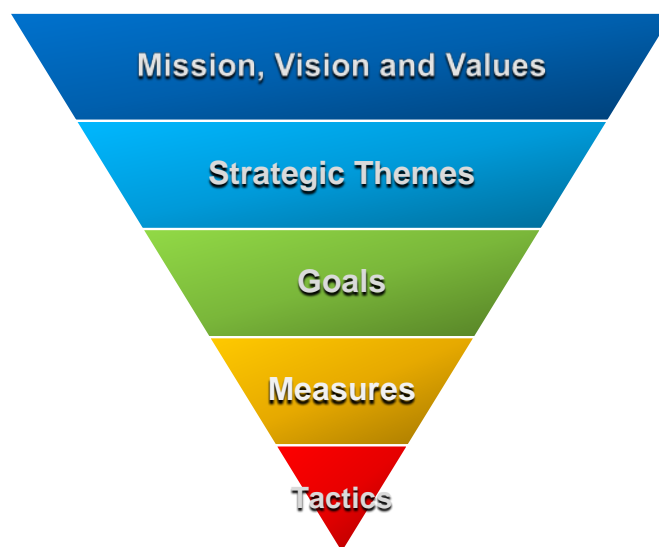 Mission, Vision and Values
Strategic Themes
Goals
Measures
Tactics